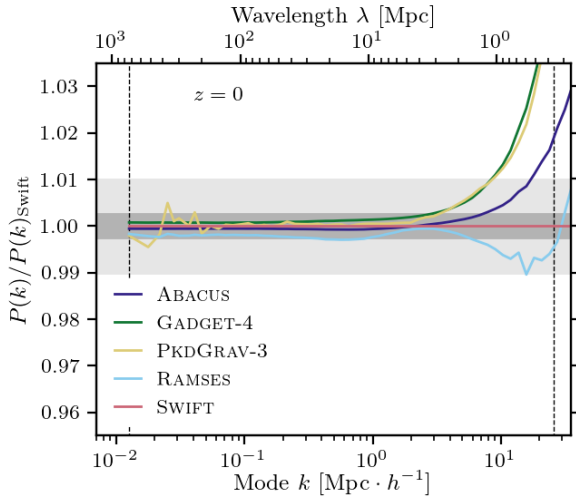 Wavelength λ [Mpc]
10³ 10² 10¹ 10⁰
z = 0
P(k)/P(k)Swift
1.03
1.02
1.01
1.00
0.99
0.98
0.97
0.96
ABACUS
GADGET-4
PKDGRAV-3
RAMSES
SWIFT
10⁻² 10⁻¹ 10⁰ 10¹
Mode k [Mpc · h⁻¹]